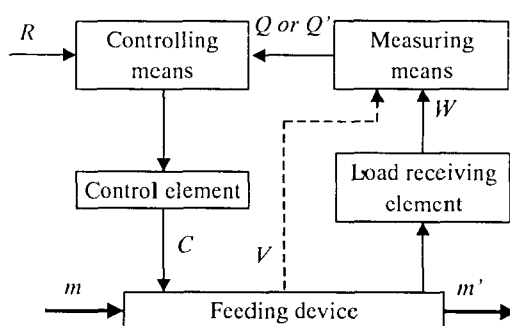 R
Controlling
means
Q or Q'
Measuring
means
W
Control element
Load receiving
element
C
V
m
Feeding device
m'